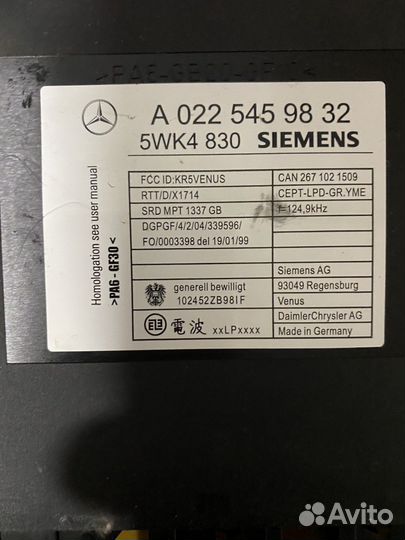 A 022 545 98 32
5WK4 830 SIEMENS
FCC ID:KR5VENUS
CAN 267 102 1509
RTT/D/X1714
CEPT-LPD-GR.YME
SRD MPT 1337 GB
f=124,9kHz
DGPGF/4/2/04/339596/
FO/0003398 del 19/01/99
Siemens AG
generell bewilligt
93049 Regensburg
102452ZB98IF
Venus
DaimlerChrysler AG
電波 xxLPxxxx
Made in Germany
Homologation see user manual
>PA6 - GF30<
Avito